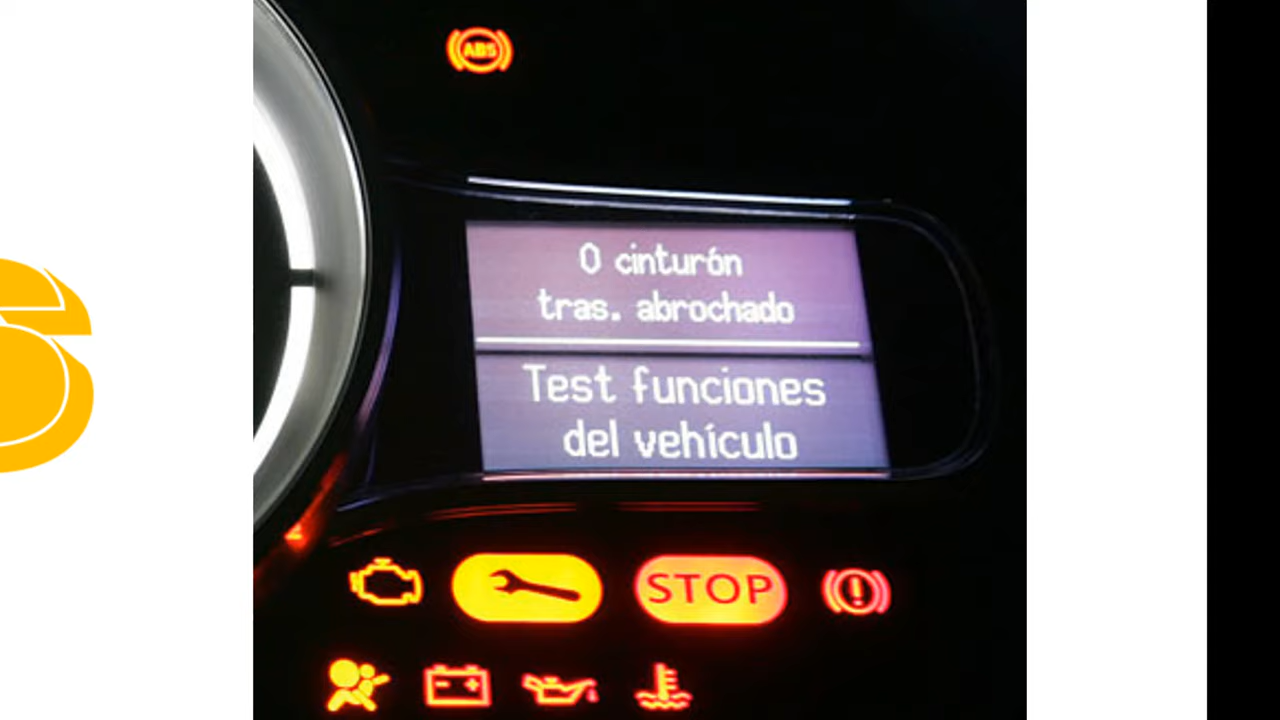 ABS
0 cinturón
tras. abrochado
Test funciones
del vehículo
STOP
S